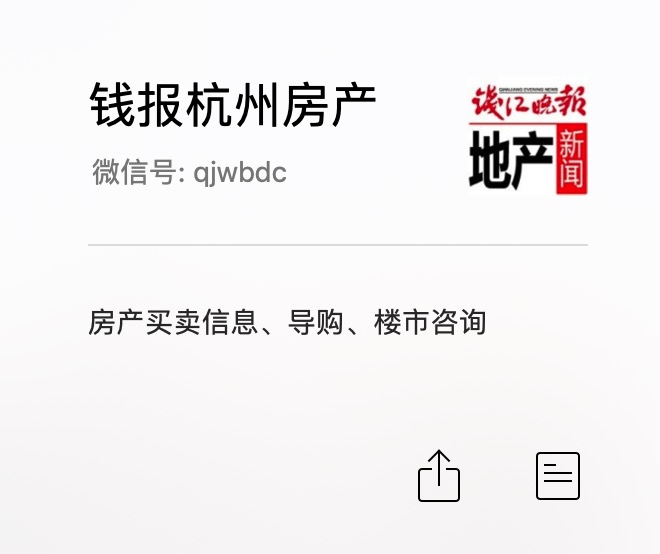 钱报杭州房产
微信号: qjwbdc
QIANJIANG EVENING NEWS
钱江晚报
地产
新闻
房产买卖信息、导购、楼市咨询